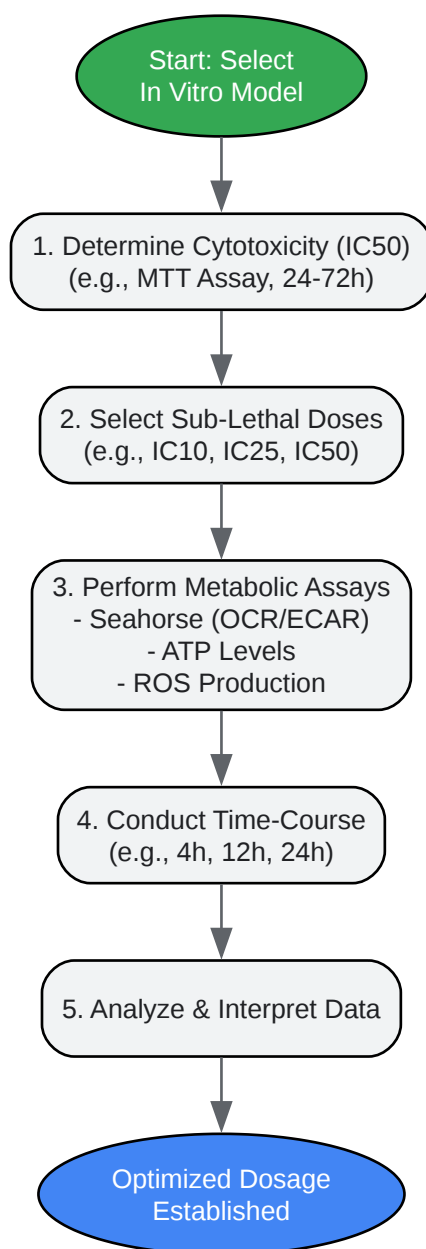 Start: Select
In Vitro Model
1. Determine Cytotoxicity (IC50)
(e.g., MTT Assay, 24-72h)
2. Select Sub-Lethal Doses
(e.g., IC10, IC25, IC50)
3. Perform Metabolic Assays
- Seahorse (OCR/ECAR)
- ATP Levels
- ROS Production
4. Conduct Time-Course
(e.g., 4h, 12h, 24h)
5. Analyze & Interpret Data
Optimized Dosage
Established